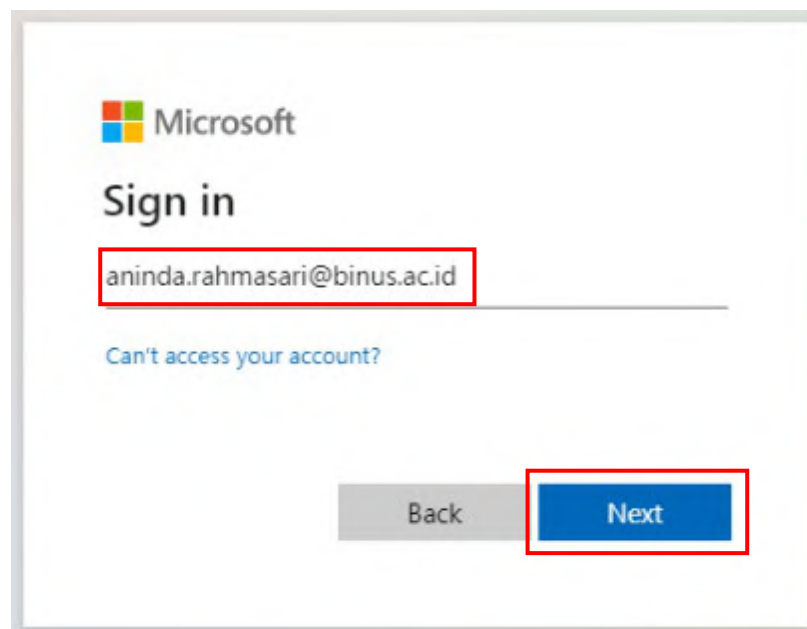 Microsoft
Sign in
aninda.rahmasari@binus.ac.id
Can't access your account?
Back Next